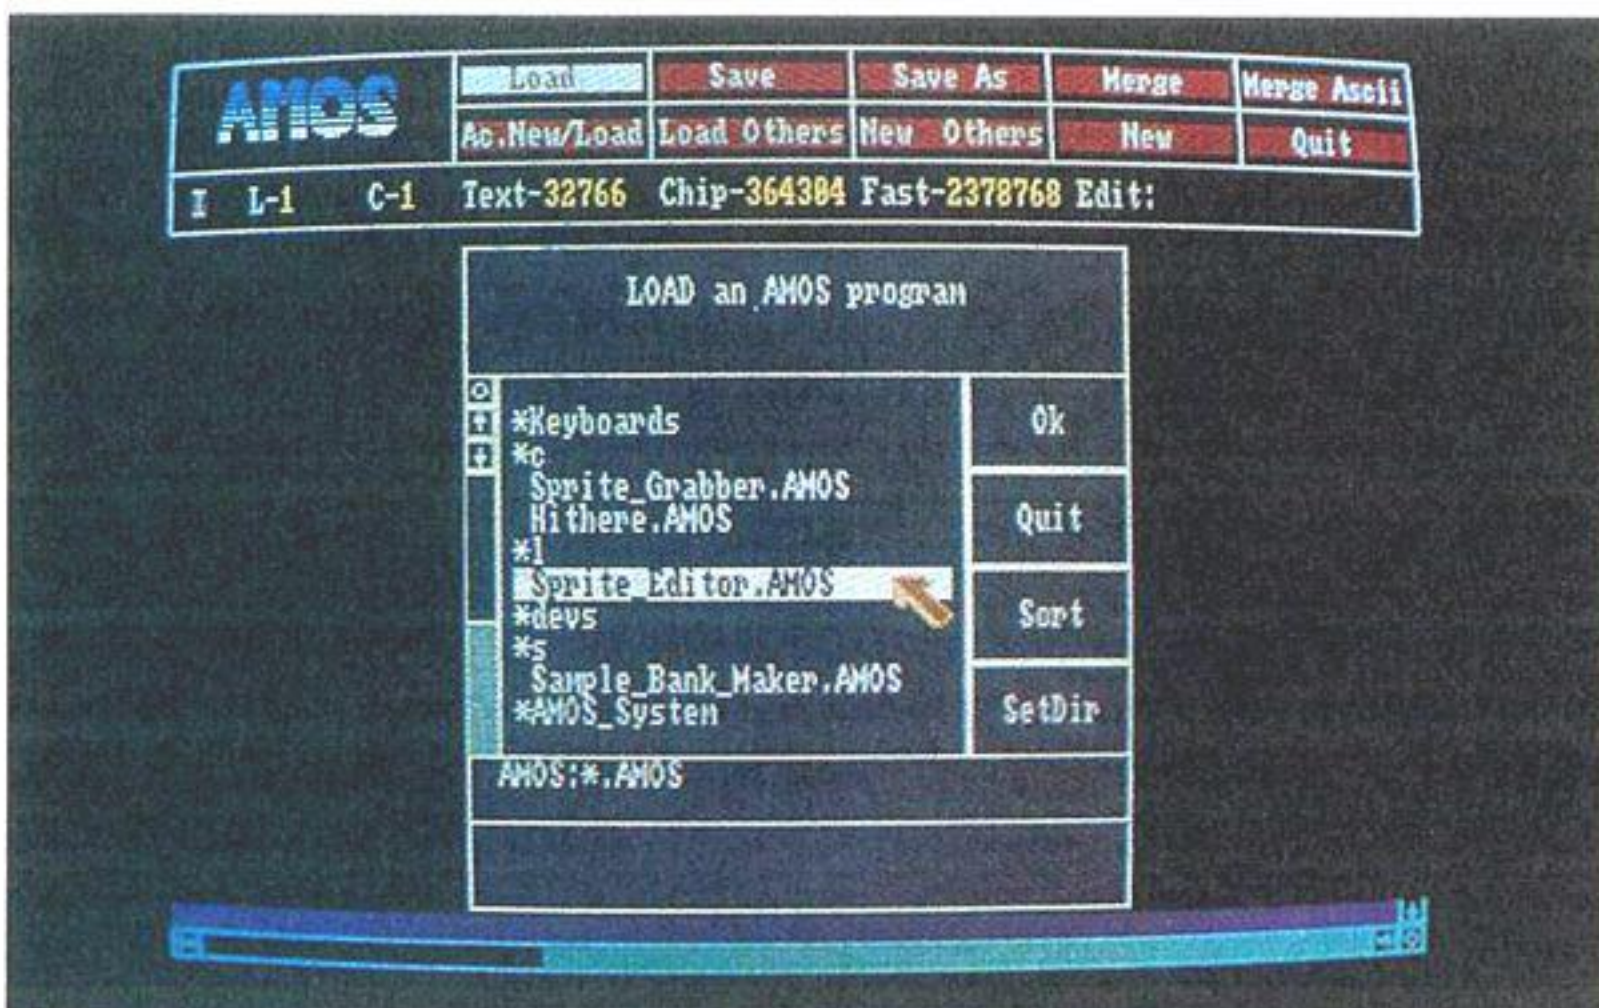 AMOS
Load Save Save As Merge Merge Ascii
Ac.New/Load Load Others New Others New Quit
I L-1 C-1 Text-32766 Chip-364384 Fast-2378768 Edit:
LOAD an AMOS program
*Keyboards
*c
Sprite_Grabber.AMOS
Hithere.AMOS
*l
Sprite_Editor.AMOS
*devs
*s
Sample_Bank_Maker.AMOS
*AMOS_System
Ok
Quit
Sort
SetDir
AMOS:*.AMOS